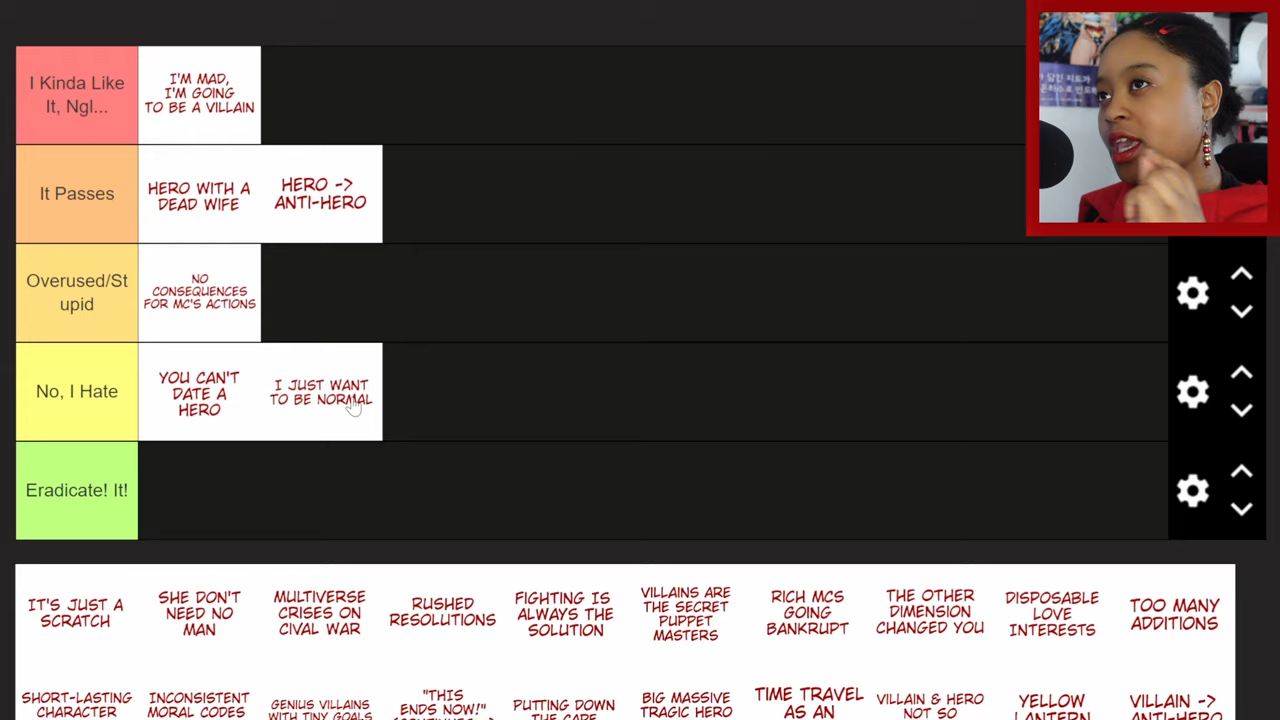 I Kinda Like
It, Ngl...
I'M MAD,
I'M GOING
TO BE A VILLAIN
It Passes
HERO WITH A
DEAD WIFE
HERO ->
ANTI-HERO
Overused/St
upid
NO
CONSEQUENCES
FOR MC'S ACTIONS
No, I Hate
YOU CAN'T
DATE A
HERO
I JUST WANT
TO BE NORMAL
Eradicate! It!
IT'S JUST A
SCRATCH
SHE DON'T
NEED NO
MAN
MULTIVERSE
CRISES ON
CIVAL WAR
RUSHED
RESOLUTIONS
FIGHTING IS
ALWAYS THE
SOLUTION
VILLAINS ARE
THE SECRET
PUPPET
MASTERS
RICH MCS
GOING
BANKRUPT
THE OTHER
DIMENSION
CHANGED YOU
DISPOSABLE
LOVE
INTERESTS
TOO MANY
ADDITIONS
SHORT-LASTING
CHARACTER
INCONSISTENT
MORAL CODES
GENIUS VILLAINS
WITH TINY GOALS
"THIS
ENDS NOW!"
PUTTING DOWN
THE CAPE
BIG MASSIVE
TRAGIC HERO
TIME TRAVEL
AS AN
VILLAIN & HERO
NOT SO
YELLOW
LANTERN
VILLAIN ->
ANTI-HERO